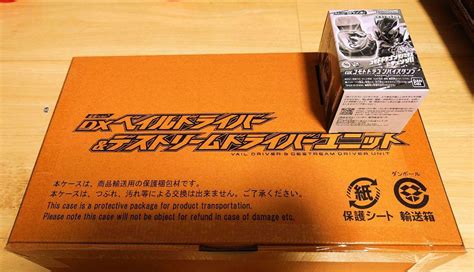 DXベイルドライバー
&デストリームドライバーユニット
VAIL DRIVER & DESTREAM DRIVER UNIT
本ケースは、商品輸送用の保護梱包材です。
本ケースは、つぶれ、汚れ等による交換は出来ません。ご了承ください。
This case is a protective package for product transportation.
Please note this case will not be object for refund in case of damage etc.
紙
保護シート
ダンボール
輸送箱
BANDAI